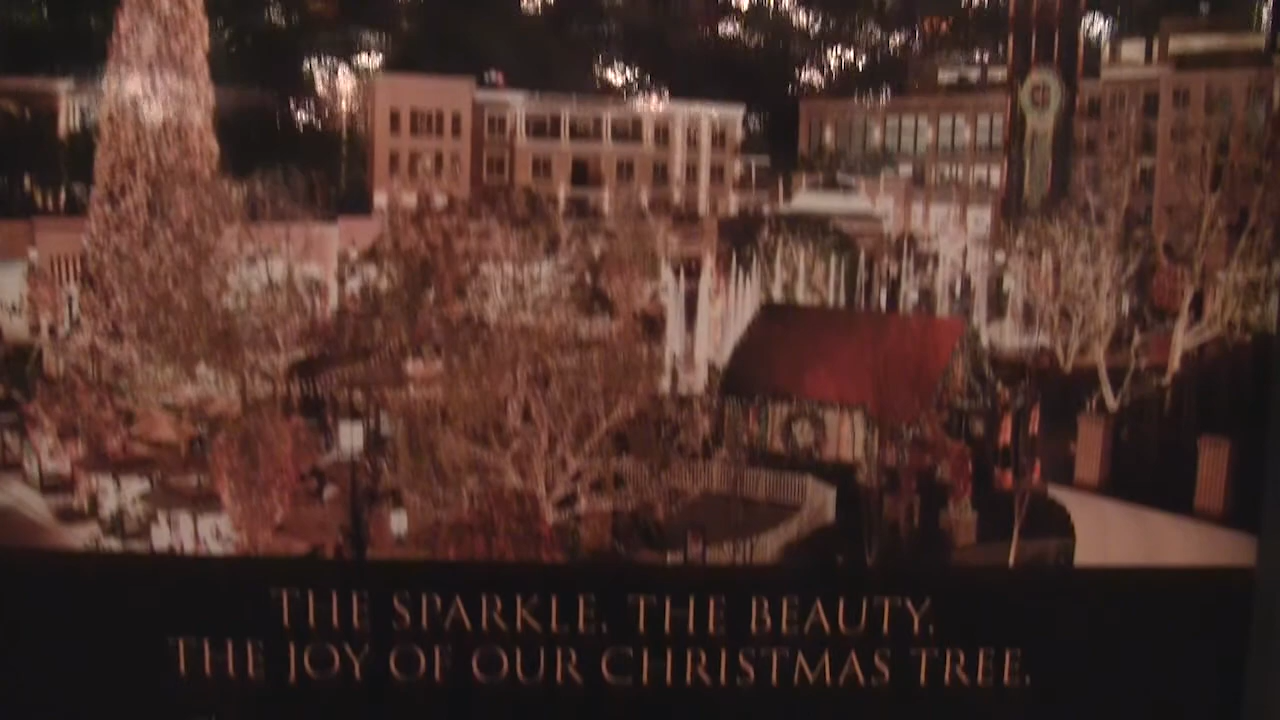 THE SPARKLE. THE BEAUTY.
THE JOY OF OUR CHRISTMAS TREE.